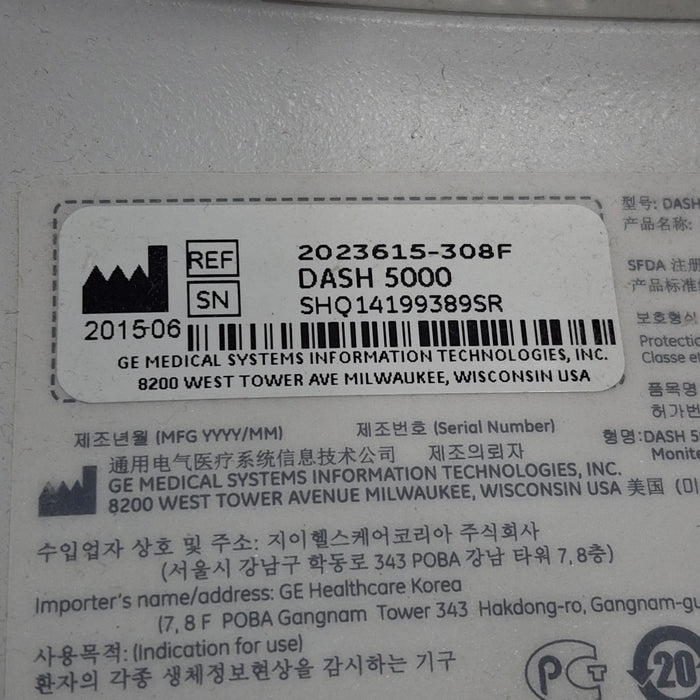 REF 2023615-308F
DASH 5000
SN SHQ14199389SR
2015-06
GE MEDICAL SYSTEMS INFORMATION TECHNOLOGIES, INC.
8200 WEST TOWER AVE MILWAUKEE, WISCONSIN USA
型号: DASH
产品名称:
SFDA 注册
产品标准
보호형식
Protectio
Classe et
품목명
허가번
형명:DASH 50
Monite
제조년월 (MFG YYYY/MM) 제조번호 (Serial Number)
通用电气医疗系统信息技术公司 제조의뢰자
GE MEDICAL SYSTEMS INFORMATION TECHNOLOGIES, INC.
8200 WEST TOWER AVENUE MILWAUKEE, WISCONSIN USA 美国 (미
수입업자 상호 및 주소: 지이헬스케어코리아 주식회사
(서울시 강남구 학동로 343 POBA 강남 타워 7, 8층)
Importer's name/address: GE Healthcare Korea
(7, 8 F POBA Gangnam Tower 343 Hakdong-ro, Gangnam-gu
사용목적: (Indication for use)
환자의 각종 생체정보현상을 감시하는 기구
20